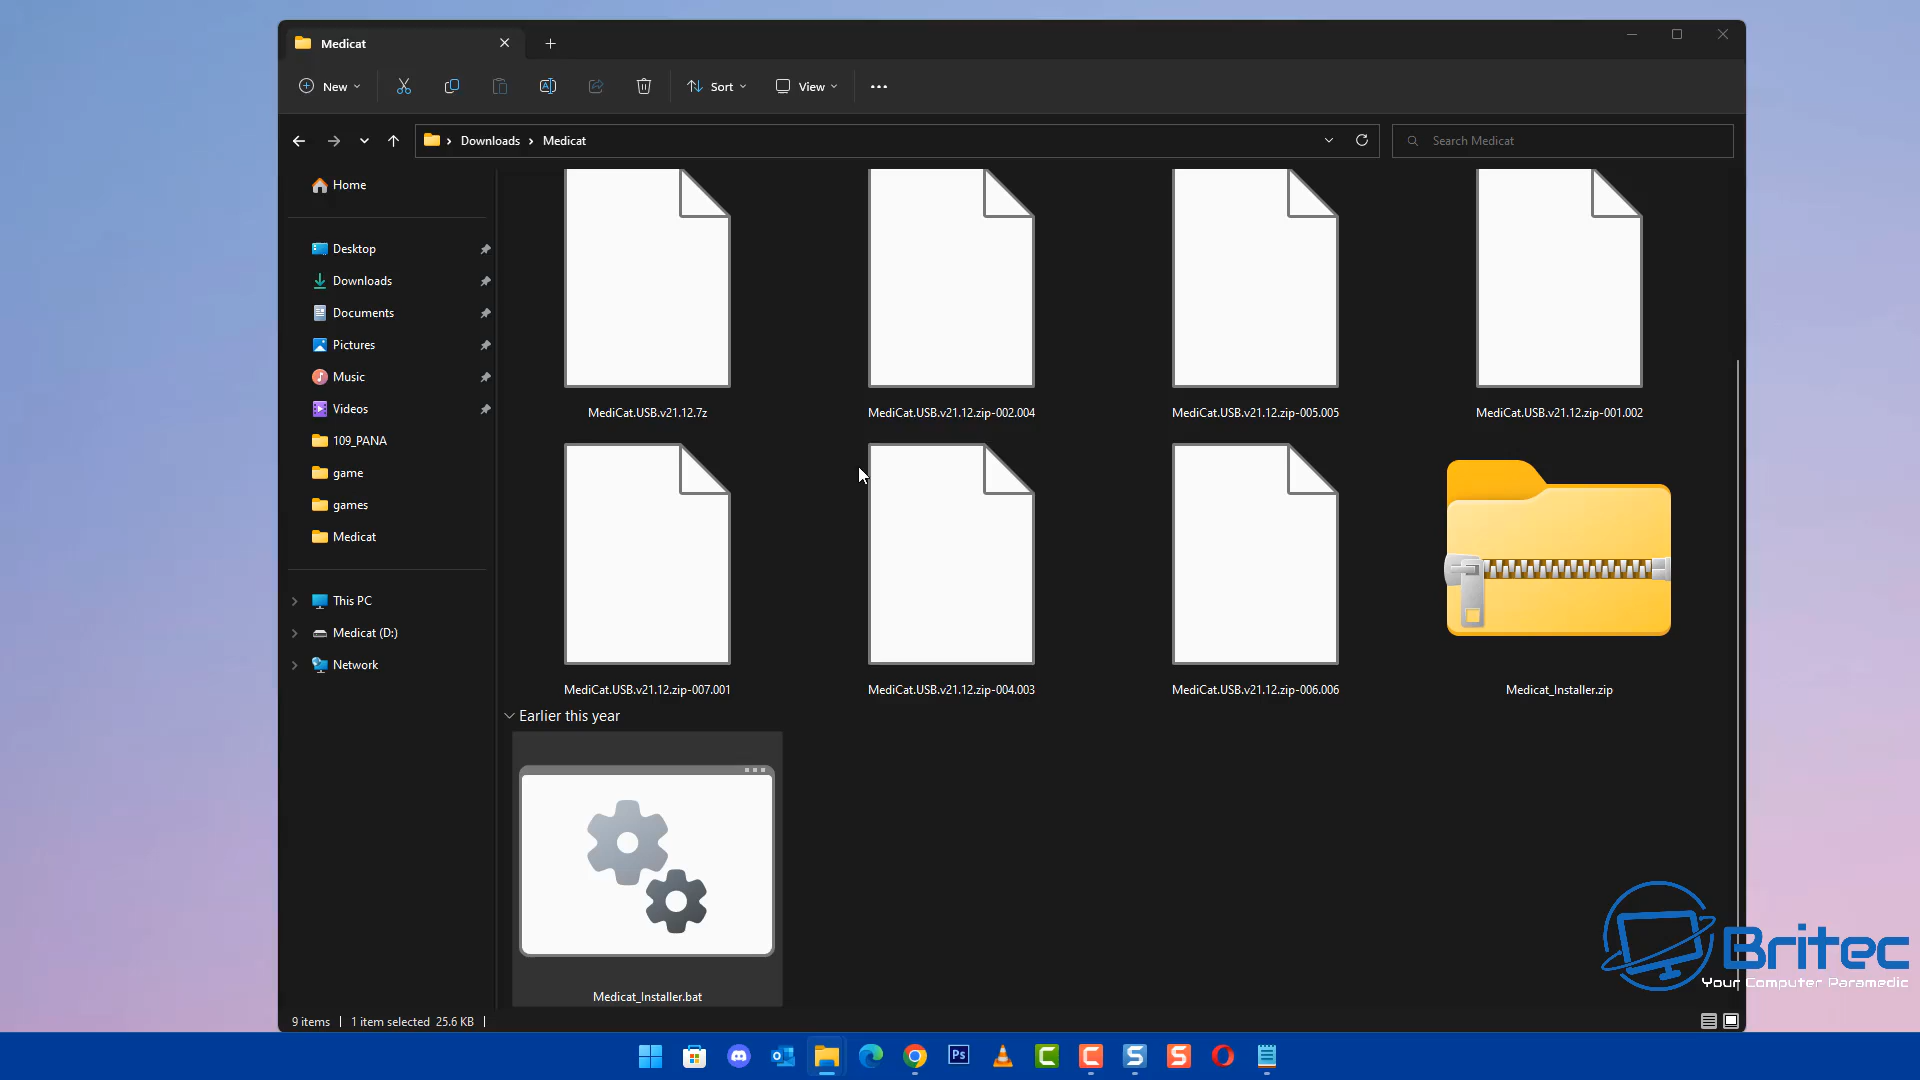 Medicat
New
Sort
View
Downloads
Medicat
Search Medicat
Home
Desktop
Downloads
Documents
Pictures
Music
Videos
109_PANA
game
games
Medicat
This PC
Medicat (D:)
Network
MediCat.USB.v21.12.7z
MediCat.USB.v21.12.zip-002.004
MediCat.USB.v21.12.zip-005.005
MediCat.USB.v21.12.zip-001.002
MediCat.USB.v21.12.zip-007.001
MediCat.USB.v21.12.zip-004.003
MediCat.USB.v21.12.zip-006.006
Medicat_Installer.zip
Earlier this year
Medicat_Installer.bat
9 items
1 item selected 25.6 KB
Britec
Your Computer Paramedic
Ps